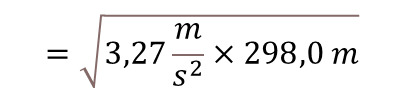 = √(3,27 m/s² × 298,0 m)